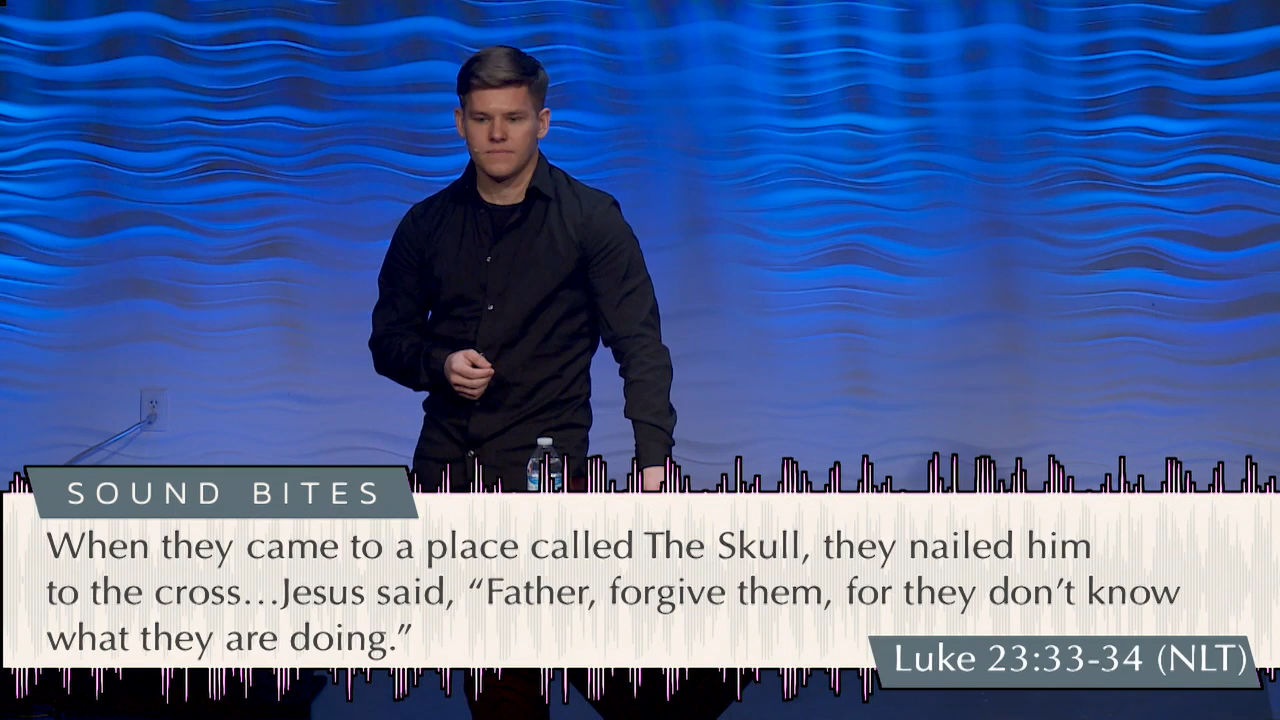 SOUND BITES
When they came to a place called The Skull, they nailed him
to the cross…Jesus said, “Father, forgive them, for they don’t know
what they are doing.”
Luke 23:33-34 (NLT)